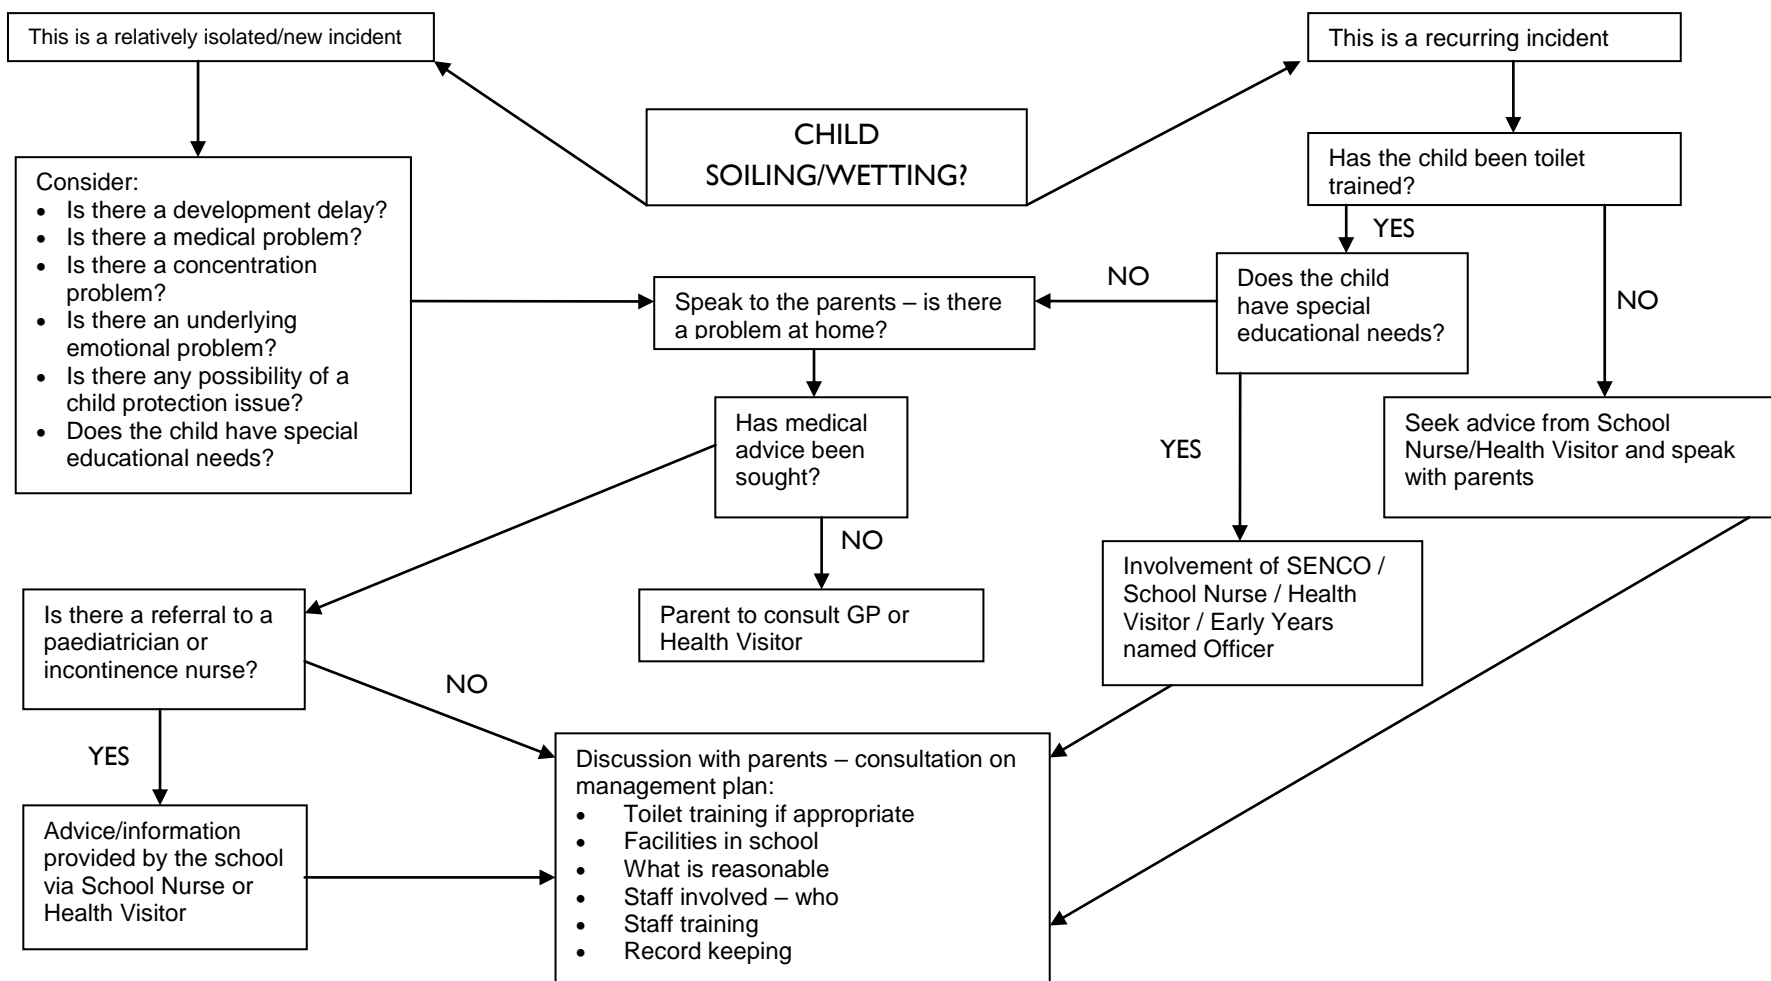 This is a relatively isolated/new incident
This is a recurring incident
CHILD
SOILING/WETTING?
Has the child been toilet
trained?
Consider:
• Is there a development delay?
• Is there a medical problem?
• Is there a concentration
problem?
• Is there an underlying
emotional problem?
• Is there any possibility of a
child protection issue?
• Does the child have special
educational needs?
YES
NO
Speak to the parents – is there
a problem at home?
NO
Does the child
have special
educational needs?
Has medical
advice been
sought?
YES
Seek advice from School
Nurse/Health Visitor and speak
with parents
NO
Is there a referral to a
paediatrician or
incontinence nurse?
Parent to consult GP or
Health Visitor
Involvement of SENCO /
School Nurse / Health
Visitor / Early Years
named Officer
NO
YES
Advice/information
provided by the school
via School Nurse or
Health Visitor
Discussion with parents – consultation on
management plan:
• Toilet training if appropriate
• Facilities in school
• What is reasonable
• Staff involved – who
• Staff training
• Record keeping